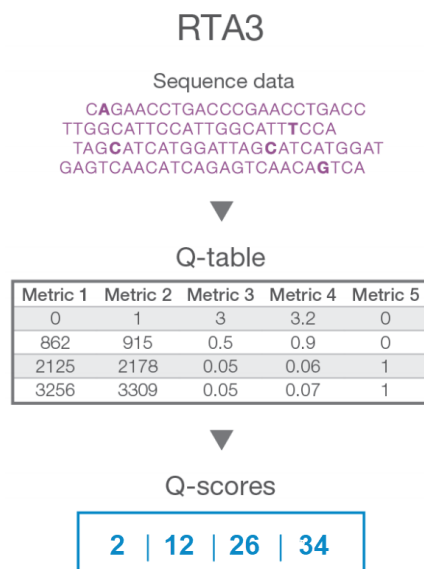 RTA3
Sequence data
CAGAACCTGACCCGAACCTGACC
TTGGCATTCCATTGGCATTTCCA
TAGCATCATGGATTAGCATCATGGAT
GAGTCAACATCAGAGTCAACAGTCA
Q-table
Metric 1 Metric 2 Metric 3 Metric 4 Metric 5
0 1 3 3.2 0
862 915 0.5 0.9 0
2125 2178 0.05 0.06 1
3256 3309 0.05 0.07 1
Q-scores
2 | 12 | 26 | 34